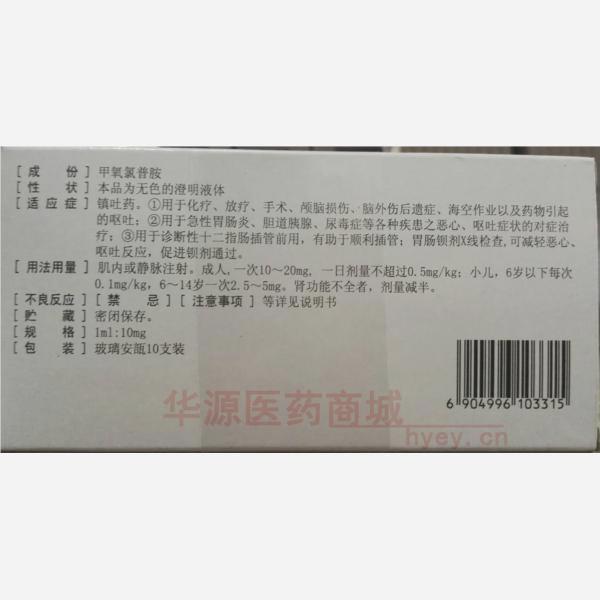 [成 份] 甲氧氯普胺
[性 状] 本品为无色的澄明液体
[适 应 症] 镇吐药。①用于化疗、放疗、手术、颅脑损伤、脑外伤后遗症、海空作业以及药物引起
的呕吐；②用于急性胃肠炎、胆道胰腺、尿毒症等各种疾患之恶心、呕吐症状的对症治
疗；③用于诊断性十二指肠插管前用，有助于顺利插管；胃肠钡剂X线检查，可减轻恶心、
呕吐反应，促进钡剂通过。
[用法用量] 肌内或静脉注射。成人，一次10～20mg，一日剂量不超过0.5mg/kg；小儿，6岁以下每次
0.1mg/kg，6～14岁一次2.5～5mg。肾功能不全者，剂量减半。
[不良反应] [禁 忌] [注意事项] 等详见说明书
[贮 藏] 密闭保存。
[规 格] 1ml:10mg
[包 装] 玻璃安瓿10支装
华源医药商城
hyey.cn
6 904996 103315